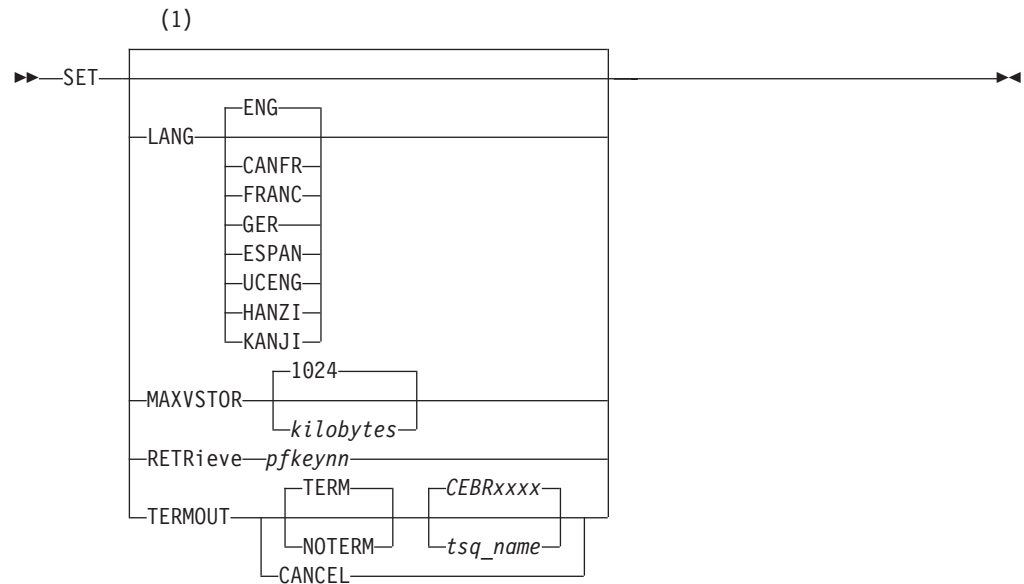 (1)
SET
ENG
LANG
CANFR
FRANC
GER
ESPAN
UCENG
HANZI
KANJI
1024
MAXVSTOR
kilobytes
RETRieve pfkeynn
TERM CEBRxxxx
TERMOUT
NOTERM tsq_name
CANCEL